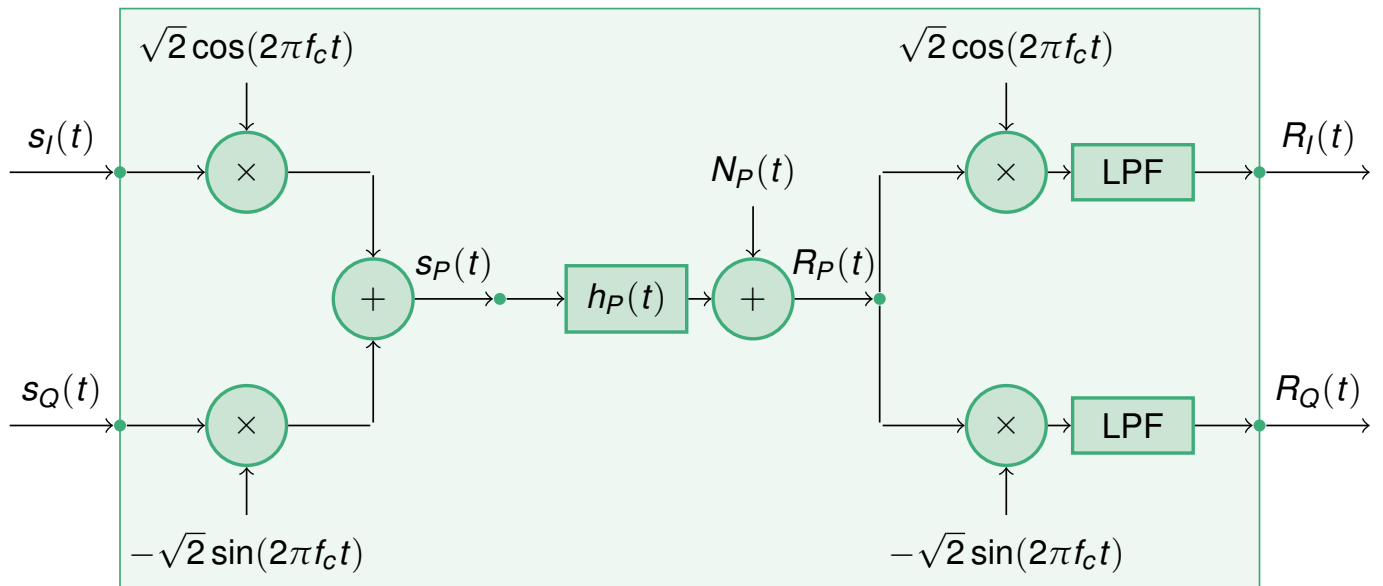 √2 cos(2πf_c t)
√2 cos(2πf_c t)
s_I(t)
R_I(t)
×
×
LPF
N_P(t)
s_P(t)
R_P(t)
+
h_P(t)
+
s_Q(t)
R_Q(t)
×
×
LPF
−√2 sin(2πf_c t)
−√2 sin(2πf_c t)